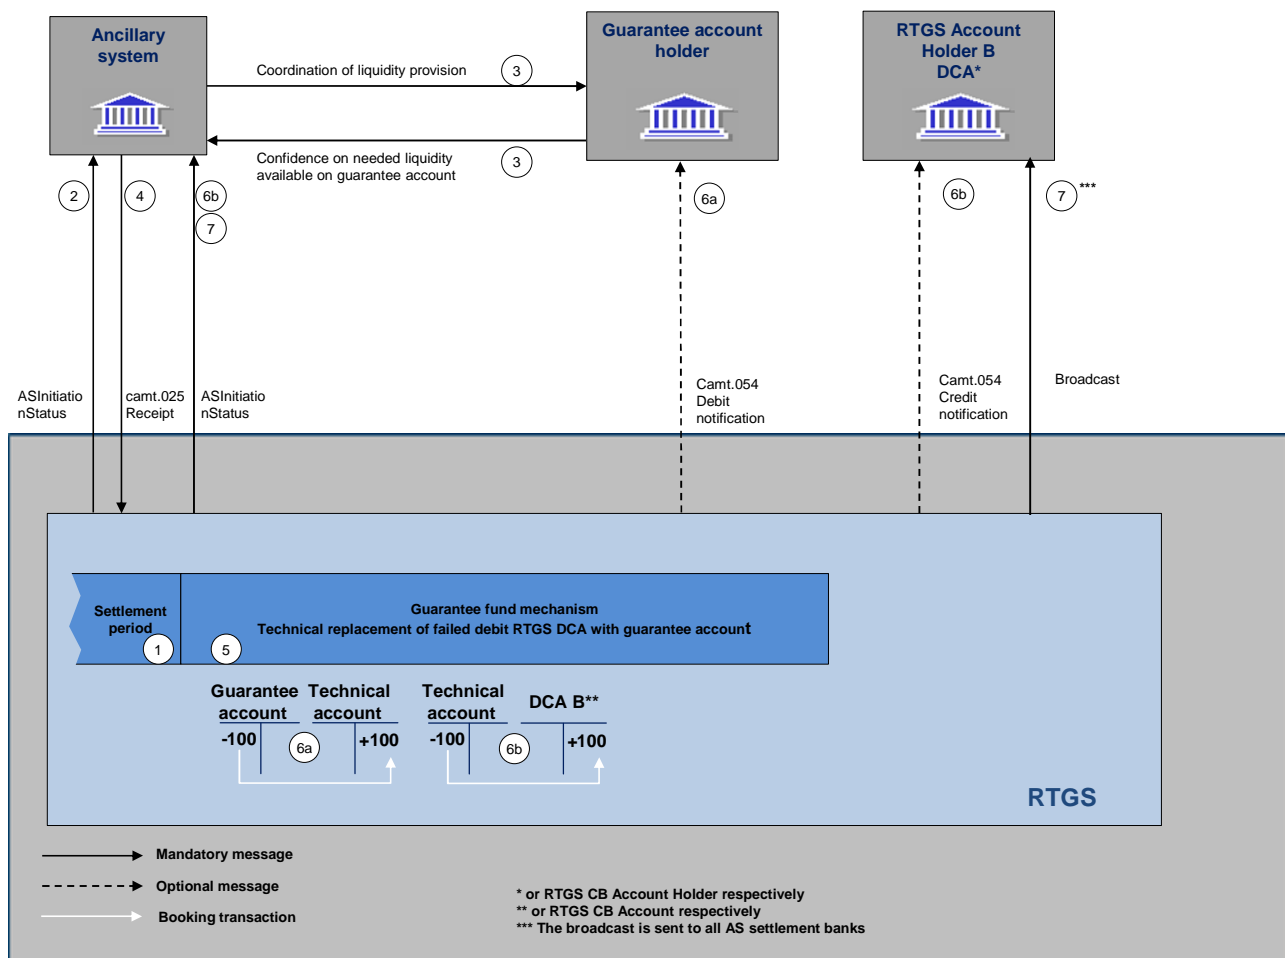 Ancillary
system
Guarantee account
holder
RTGS Account
Holder B
DCA*
Coordination of liquidity provision
3
Confidence on needed liquidity
available on guarantee account
3
2
4
6b
7
6a
6b
7
***
ASInitiatio
nStatus
camt.025
Receipt
ASInitiatio
nStatus
Camt.054
Debit
notification
Camt.054
Credit
notification
Broadcast
Settlement
period
1
5
Guarantee fund mechanism
Technical replacement of failed debit RTGS DCA with guarantee account
Guarantee
account
Technical
account
Technical
account
DCA B**
-100
6a
+100
-100
6b
+100
RTGS
Mandatory message
Optional message
Booking transaction
* or RTGS CB Account Holder respectively
** or RTGS CB Account respectively
*** The broadcast is sent to all AS settlement banks